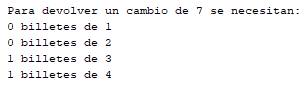 Para devolver un cambio de 7 se necesitan:
0 billetes de 1
0 billetes de 2
1 billetes de 3
1 billetes de 4